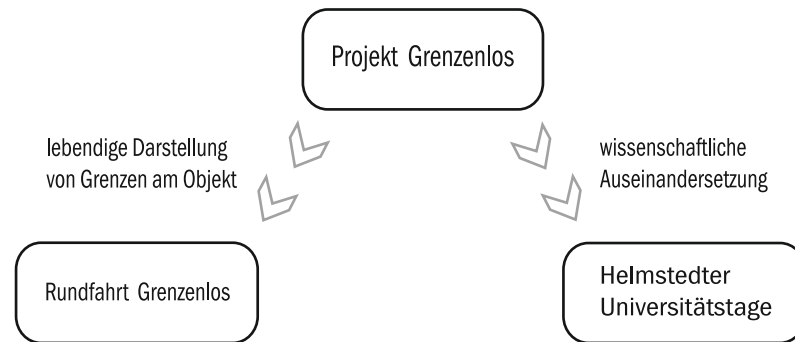 Projekt Grenzenlos
lebendige Darstellung
von Grenzen am Objekt
wissenschaftliche
Auseinandersetzung
Rundfahrt Grenzenlos
Helmstedter
Universitätstage